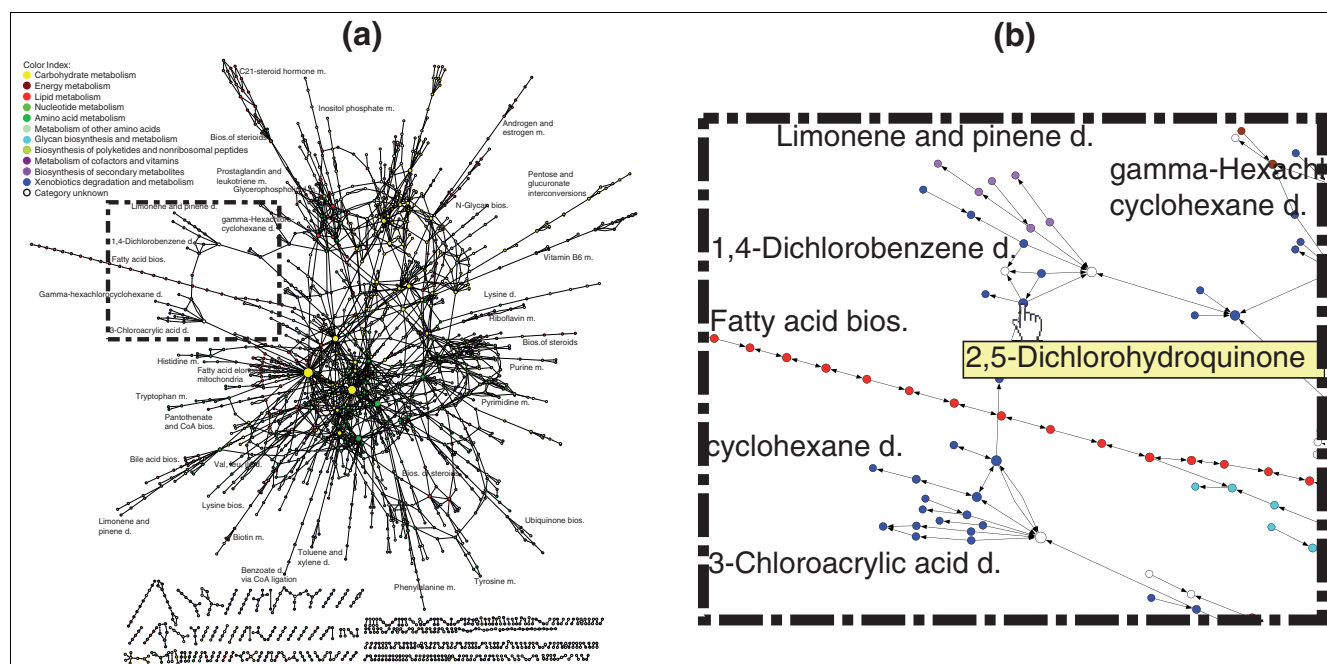 (a)
Color Index:
Carbohydrate metabolism
Energy metabolism
Lipid metabolism
Nucleotide metabolism
Amino acid metabolism
Metabolism of other amino acids
Glycan biosynthesis and metabolism
Biosynthesis of polyketides and nonribosomal peptides
Metabolism of cofactors and vitamins
Biosynthesis of secondary metabolites
Xenobiotics degradation and metabolism
Category unknown
C21-steroid hormone m.
Inositol phosphate m.
Androgen and
estrogen m.
Bios.of sterioids
Prostaglandin and
leukotriene m.
Glycerophospho
Pentose and
glucuronate
interconversions
N-Glycan bios.
Limonene and pinene d.
gamma-Hexachloro
cyclohexane d.
1,4-Dichlorobenzene d.
Fatty acid bios.
Vitamin B6 m.
Gamma-hexachlorocyclohexane d.
Lysine d.
Riboflavin m.
3-Chloroacrylic acid d.
Bios.of steroids
Histidine m.
Purine m.
Fatty acid elon
mitochondria
Tryptophan m.
Pyrimidine m.
Pantothenate
and CoA bios.
Bile acid bios.
Val, leu, d.
Bios. of steroids
Lysine bios.
Limonene and
pinene d.
Ubiquinone bios.
Biotin m.
Toluene and
xylene d.
Benzoate d.
via CoA ligation
Tyrosine m.
Phenylalanine m.
(b)
Limonene and pinene d.
gamma-Hexachl
cyclohexane d.
1,4-Dichlorobenzene d.
Fatty acid bios.
2,5-Dichlorohydroquinone
cyclohexane d.
3-Chloroacrylic acid d.